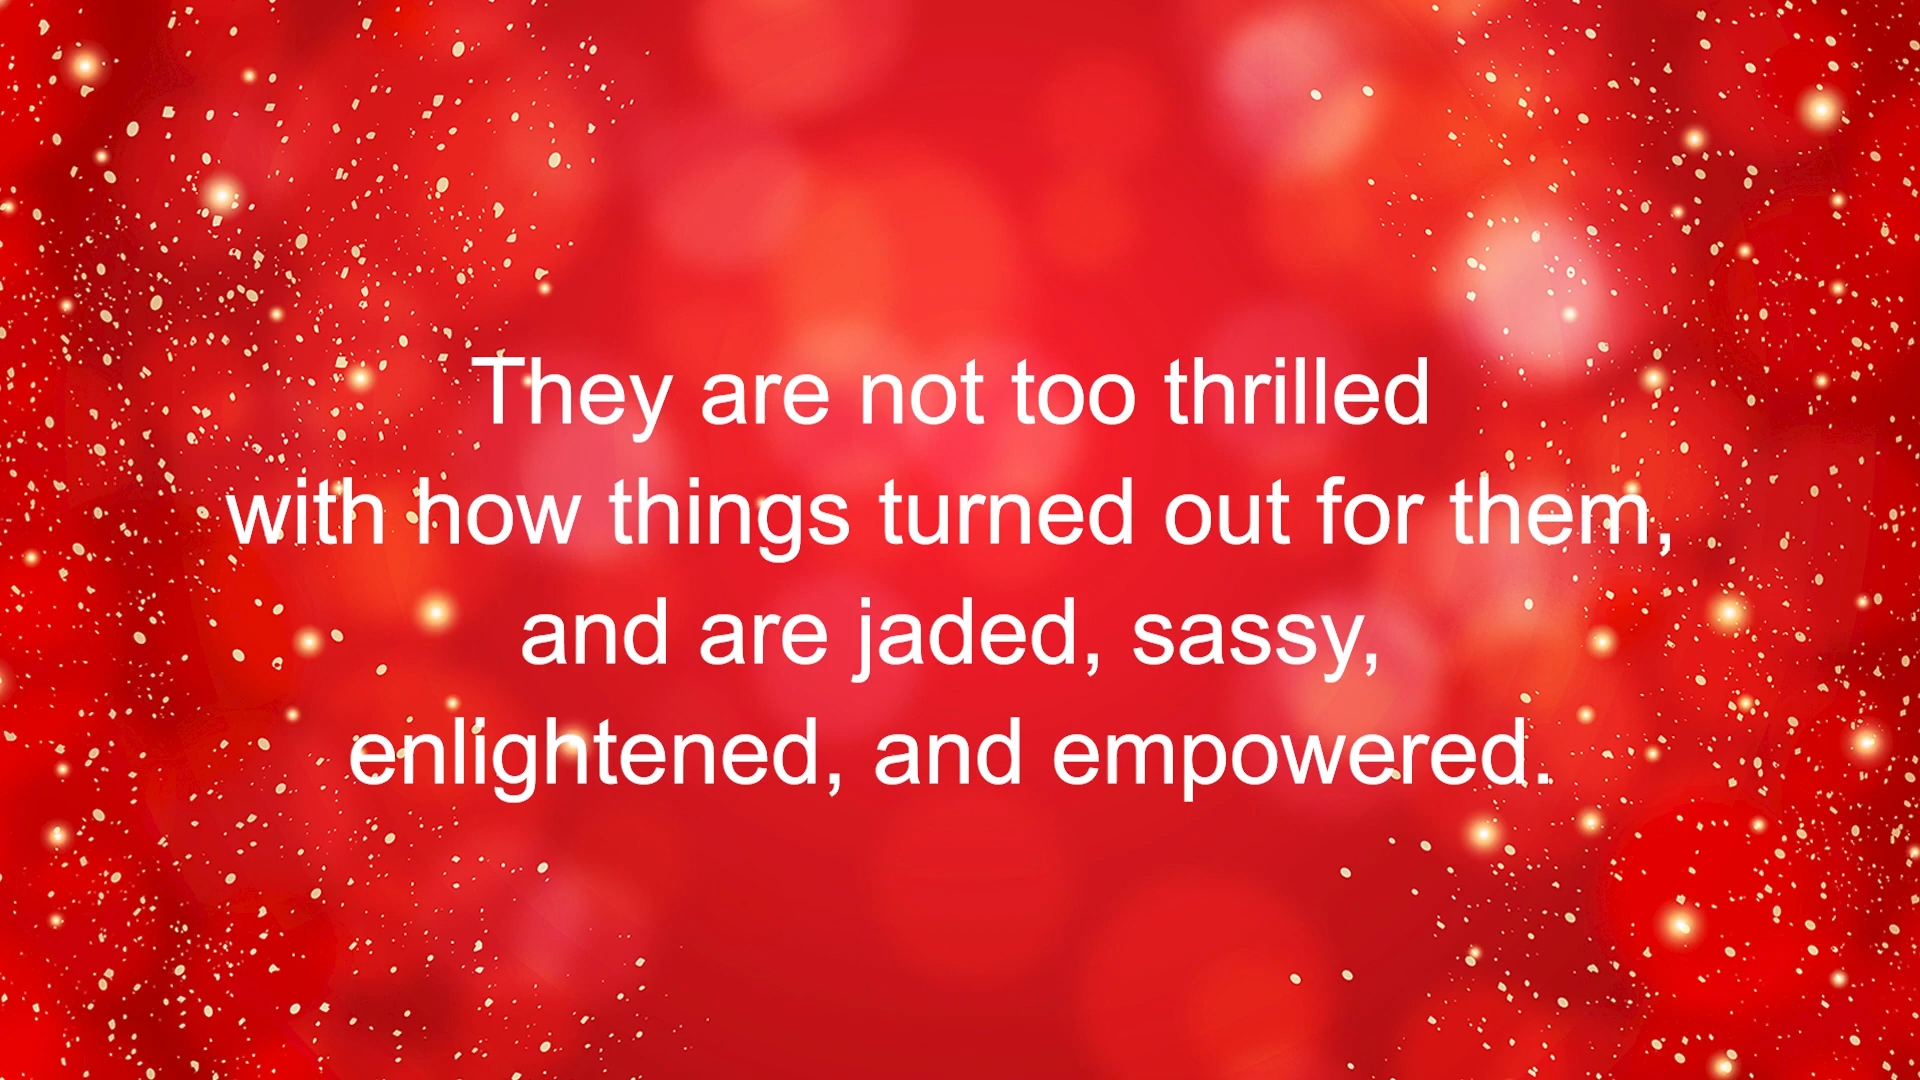 They are not too thrilled
with how things turned out for them,
and are jaded, sassy,
enlightened, and empowered.